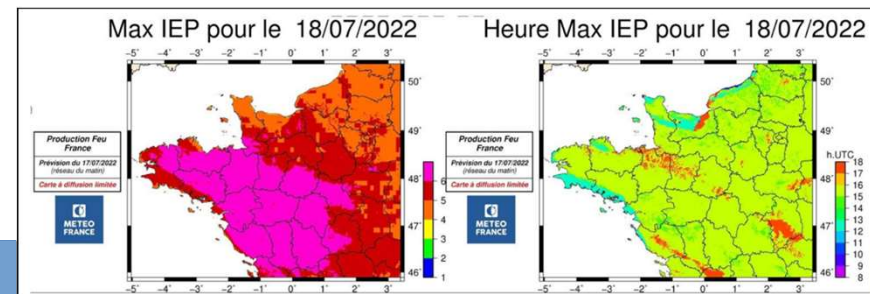 Max IEP pour le 18/07/2022
−5° −4° −3° −2° −1° 0° 1° 2° 3°
50°
49°
48°
47°
46°
−5° −4° −3° −2° −1° 0° 1° 2° 3°
Production Feu
France
Prévision du 17/07/2022
(réseau du matin)
Carte à diffusion limitée
METEO
FRANCE
6
5
4
3
2
1
Heure Max IEP pour le 18/07/2022
−5° −4° −3° −2° −1° 0° 1° 2° 3°
50°
49°
48°
47°
46°
−5° −4° −3° −2° −1° 0° 1° 2° 3°
Production Feu
France
Prévision du 17/07/2022
(réseau du matin)
Carte à diffusion limitée
METEO
FRANCE
h.UTC
18
17
16
15
14
13
12
11
10
9
8